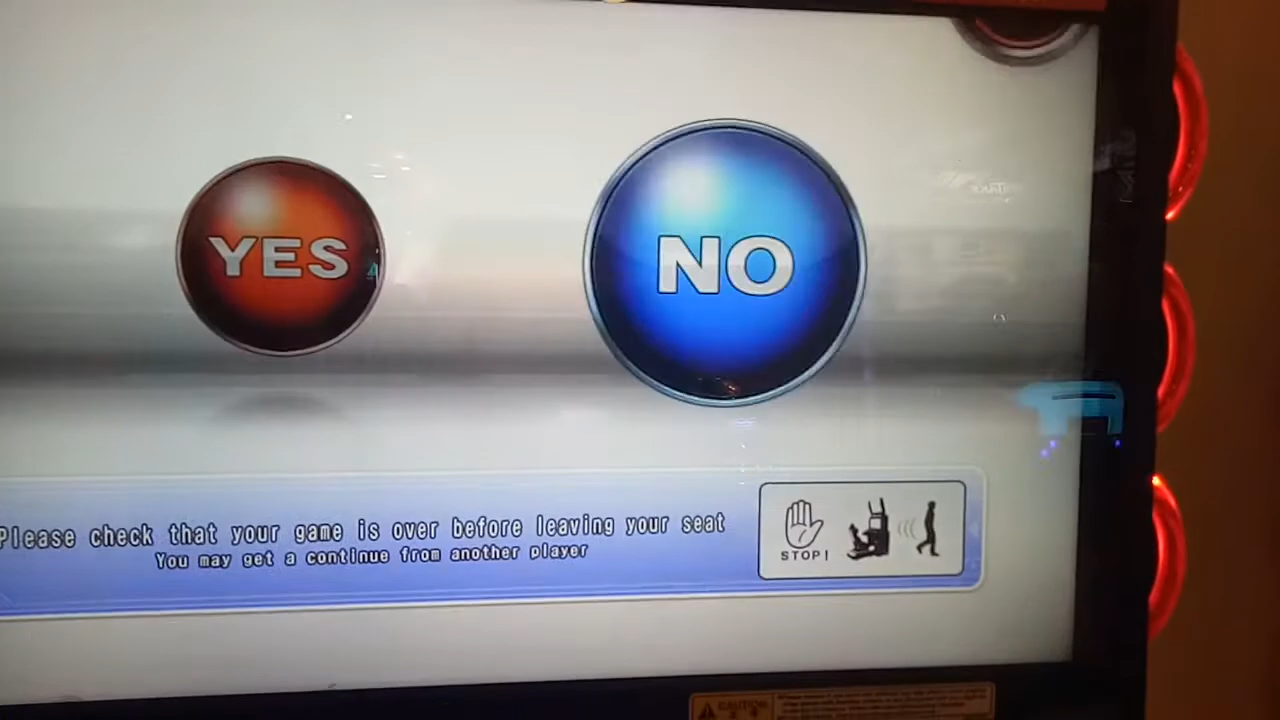 YES
NO
Please check that your game is over before leaving your seat
You may get a continue from another player
STOP!
CAUTION